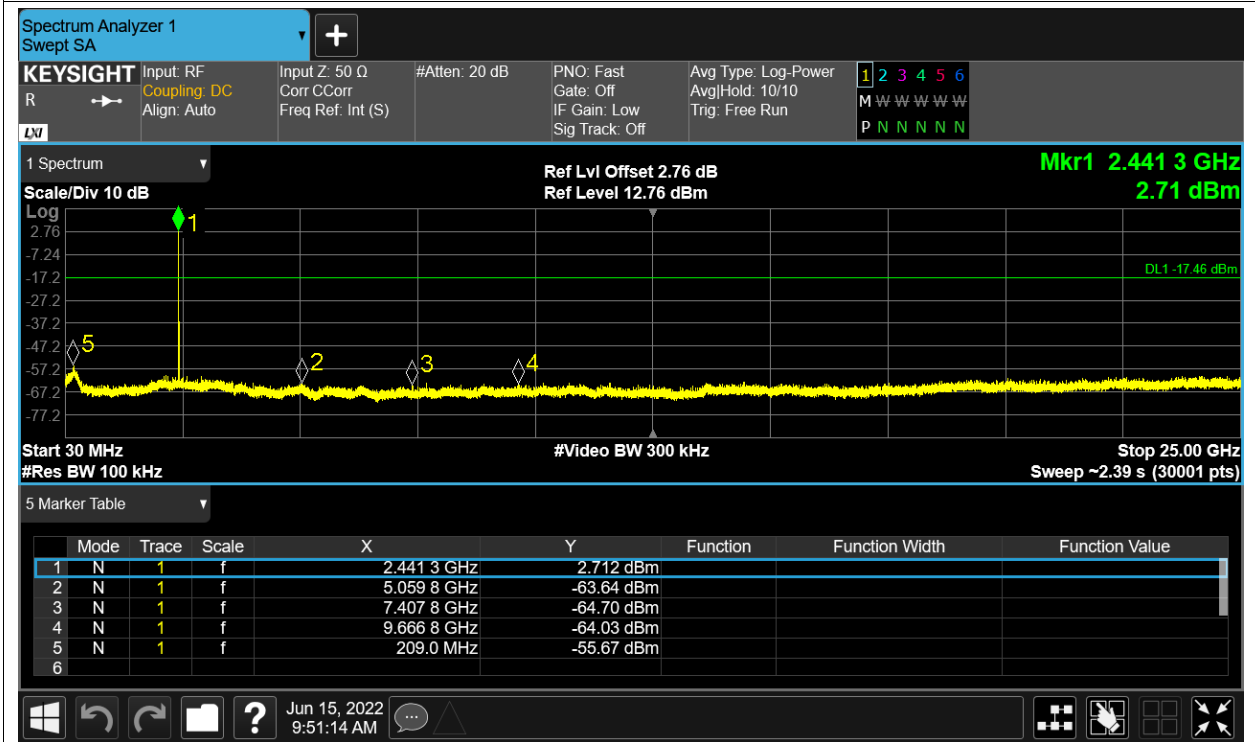 Spectrum Analyzer 1
Swept SA
+
KEYSIGHT
R
LXI
Input: RF
Coupling: DC
Align: Auto
Input Z: 50 Ω
Corr CCorr
Freq Ref: Int (S)
#Atten: 20 dB
PNO: Fast
Gate: Off
IF Gain: Low
Sig Track: Off
Avg Type: Log-Power
Avg|Hold: 10/10
Trig: Free Run
1 2 3 4 5 6
M W W W W W
P N N N N N
1 Spectrum
Scale/Div 10 dB
Ref Lvl Offset 2.76 dB
Ref Level 12.76 dBm
Mkr1 2.441 3 GHz
2.71 dBm
Log
2.76
-7.24
-17.2
-27.2
-37.2
-47.2
-57.2
-67.2
-77.2
1
DL1 -17.46 dBm
5
2
3
4
Start 30 MHz
#Res BW 100 kHz
#Video BW 300 kHz
Stop 25.00 GHz
Sweep ~2.39 s (30001 pts)
5 Marker Table
Mode Trace Scale X Y Function Function Width Function Value
1 N 1 f 2.441 3 GHz 2.712 dBm
2 N 1 f 5.059 8 GHz -63.64 dBm
3 N 1 f 7.407 8 GHz -64.70 dBm
4 N 1 f 9.666 8 GHz -64.03 dBm
5 N 1 f 209.0 MHz -55.67 dBm
6
?
Jun 15, 2022
9:51:14 AM